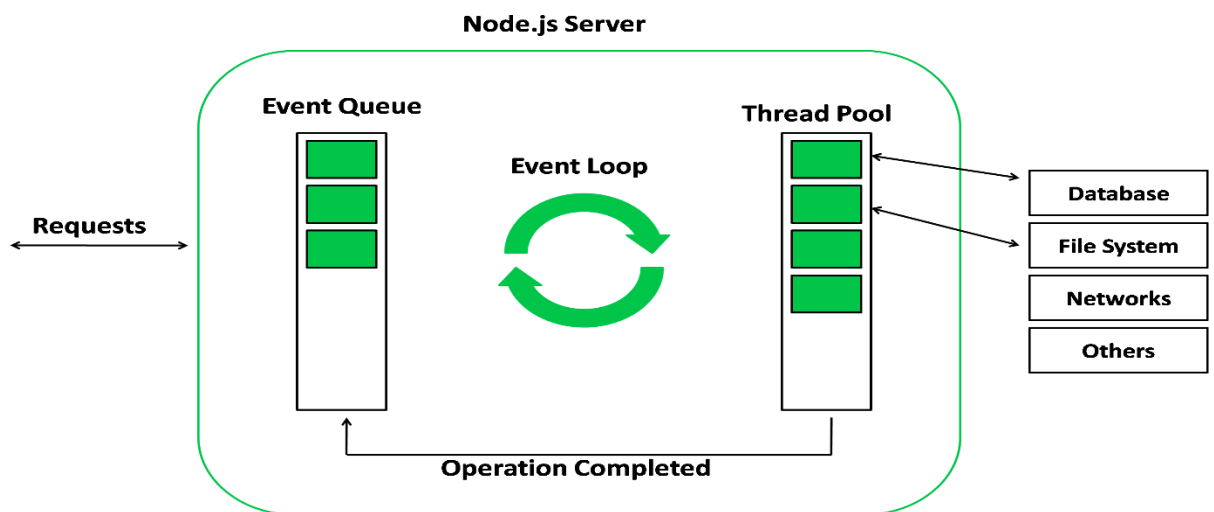 Node.js Server
Event Queue
Thread Pool
Event Loop
Requests
Database
File System
Networks
Others
Operation Completed